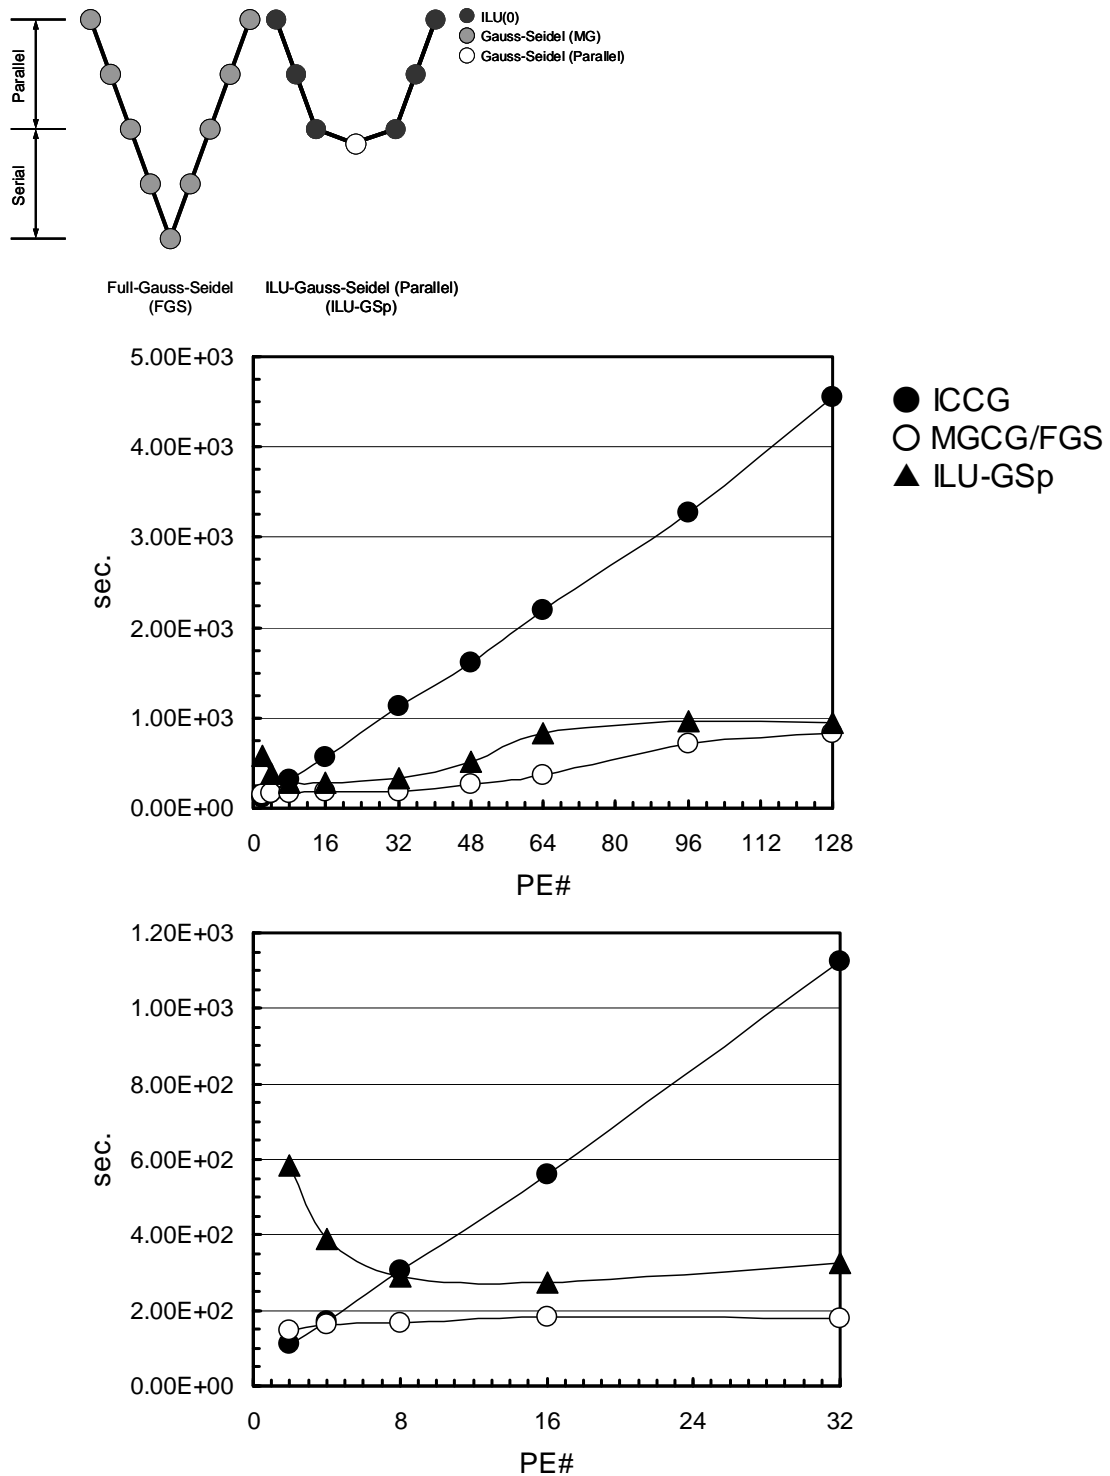 Parallel
Serial
ILU(0)
Gauss-Seidel (MG)
Gauss-Seidel (Parallel)
Full-Gauss-Seidel
(FGS)
ILU-Gauss-Seidel (Parallel)
(ILU-GSp)
5.00E+03
4.00E+03
3.00E+03
2.00E+03
1.00E+03
0.00E+00
sec.
0 16 32 48 64 80 96 112 128
PE#
ICCG
MGCG/FGS
ILU-GSp
1.20E+03
1.00E+03
8.00E+02
6.00E+02
4.00E+02
2.00E+02
0.00E+00
sec.
0 8 16 24 32
PE#